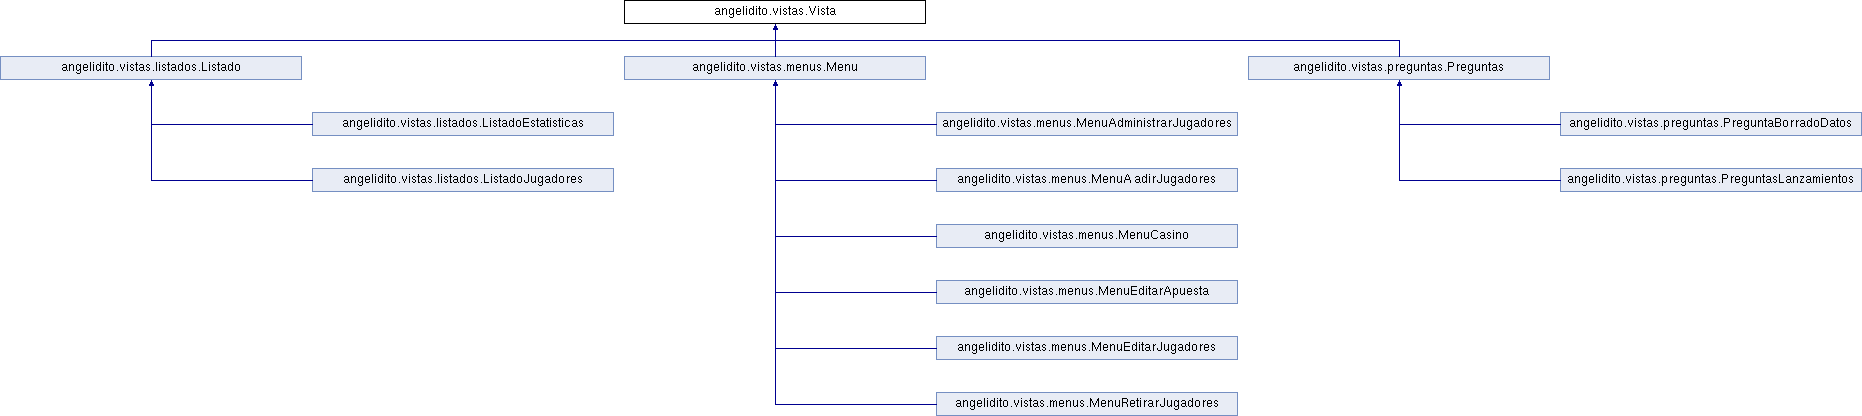 angelidito.vistas.Vista
angelidito.vistas.listados.Listado
angelidito.vistas.menus.Menu
angelidito.vistas.preguntas.Preguntas
angelidito.vistas.listados.ListadoEstatisticas
angelidito.vistas.menus.MenuAdministrarJugadores
angelidito.vistas.preguntas.PreguntaBorradoDatos
angelidito.vistas.listados.ListadoJugadores
angelidito.vistas.menus.MenuA adirJugadores
angelidito.vistas.preguntas.PreguntasLanzamientos
angelidito.vistas.menus.MenuCasino
angelidito.vistas.menus.MenuEditarApuesta
angelidito.vistas.menus.MenuEditarJugadores
angelidito.vistas.menus.MenuRetirarJugadores